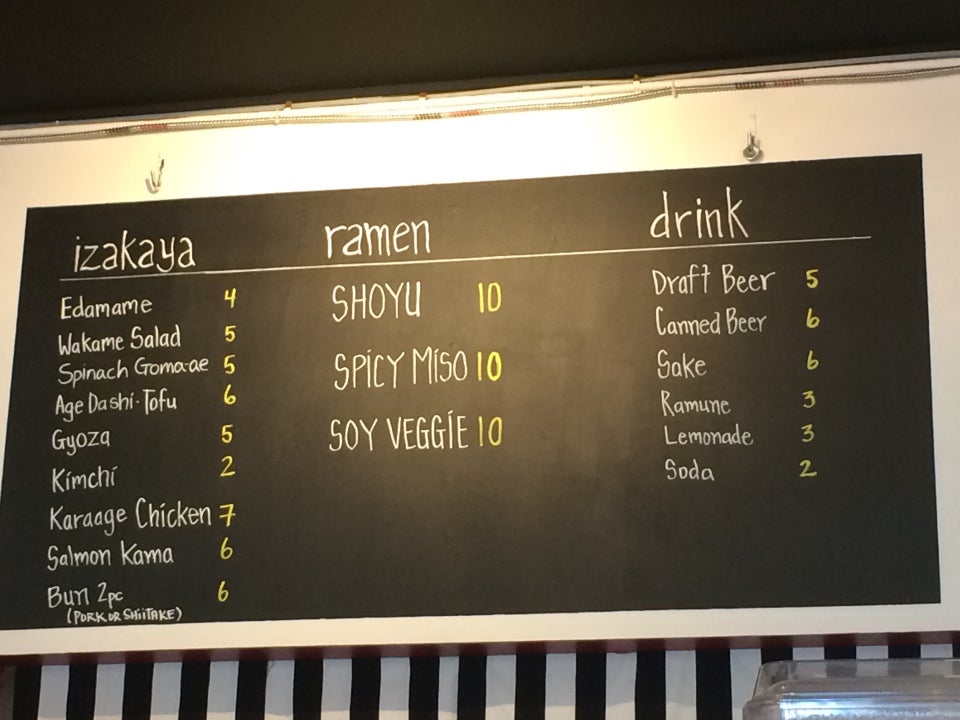 izakaya
Edamame 4
Wakame Salad 5
Spinach Goma-ae 5
Age Dashi-Tofu 6
Gyoza 5
Kimchi 2
Karaage Chicken 7
Salmon Kama 6
Bun 2pc 6
(PORK OR SHiiTAKE)
ramen
SHOYU 10
SPICY MISO 10
SOY VEGGIE 10
drink
Draft Beer 5
Canned Beer 6
Sake 6
Ramune 3
Lemonade 3
Soda 2